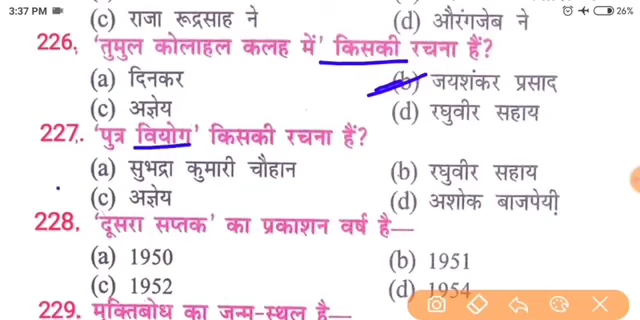 3:37 PM 26%
(c) राजा रूद्रसाह ने (d) औरंगजेब ने
226. 'तुमुल कोलाहल कलह में' किसकी रचना हैं?
(a) दिनकर (b) जयशंकर प्रसाद
(c) अज्ञेय (d) रघुवीर सहाय
227. 'पुत्र वियोग' किसकी रचना हैं?
(a) सुभद्रा कुमारी चौहान (b) रघुवीर सहाय
(c) अज्ञेय (d) अशोक बाजपेयी
228. 'दूसरा सप्तक' का प्रकाशन वर्ष है—
(a) 1950 (b) 1951
(c) 1952 (d) 1954
229. मुक्तिबोध का जन्म-स्थल है—